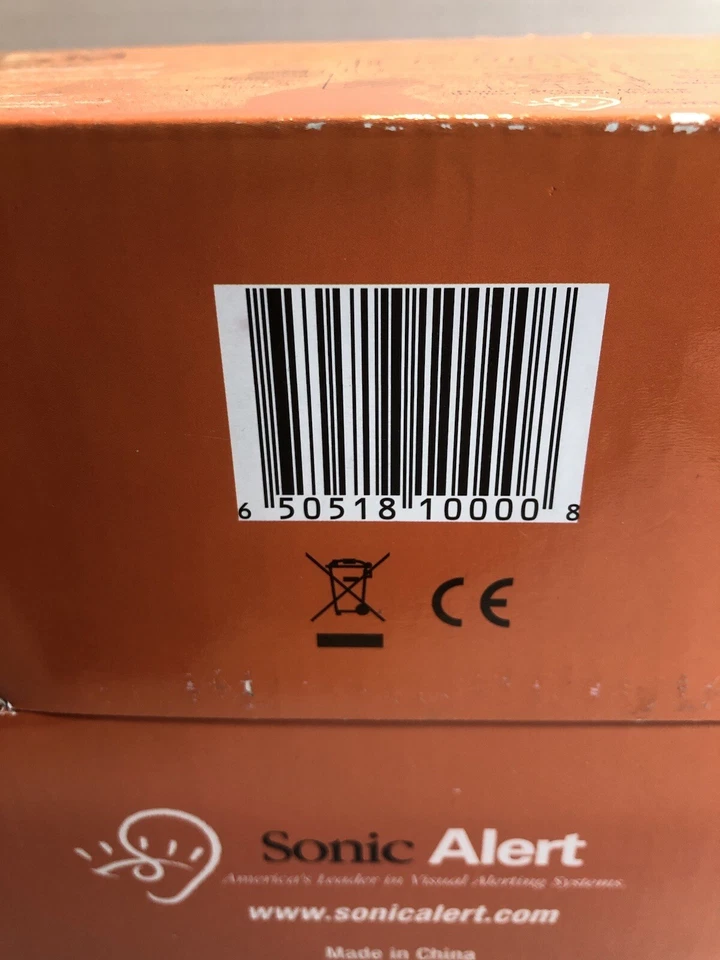 6 50518 10000 8
CE
Sonic Alert
America's Leader in Visual Alerting Systems
www.sonicalert.com
Made in China